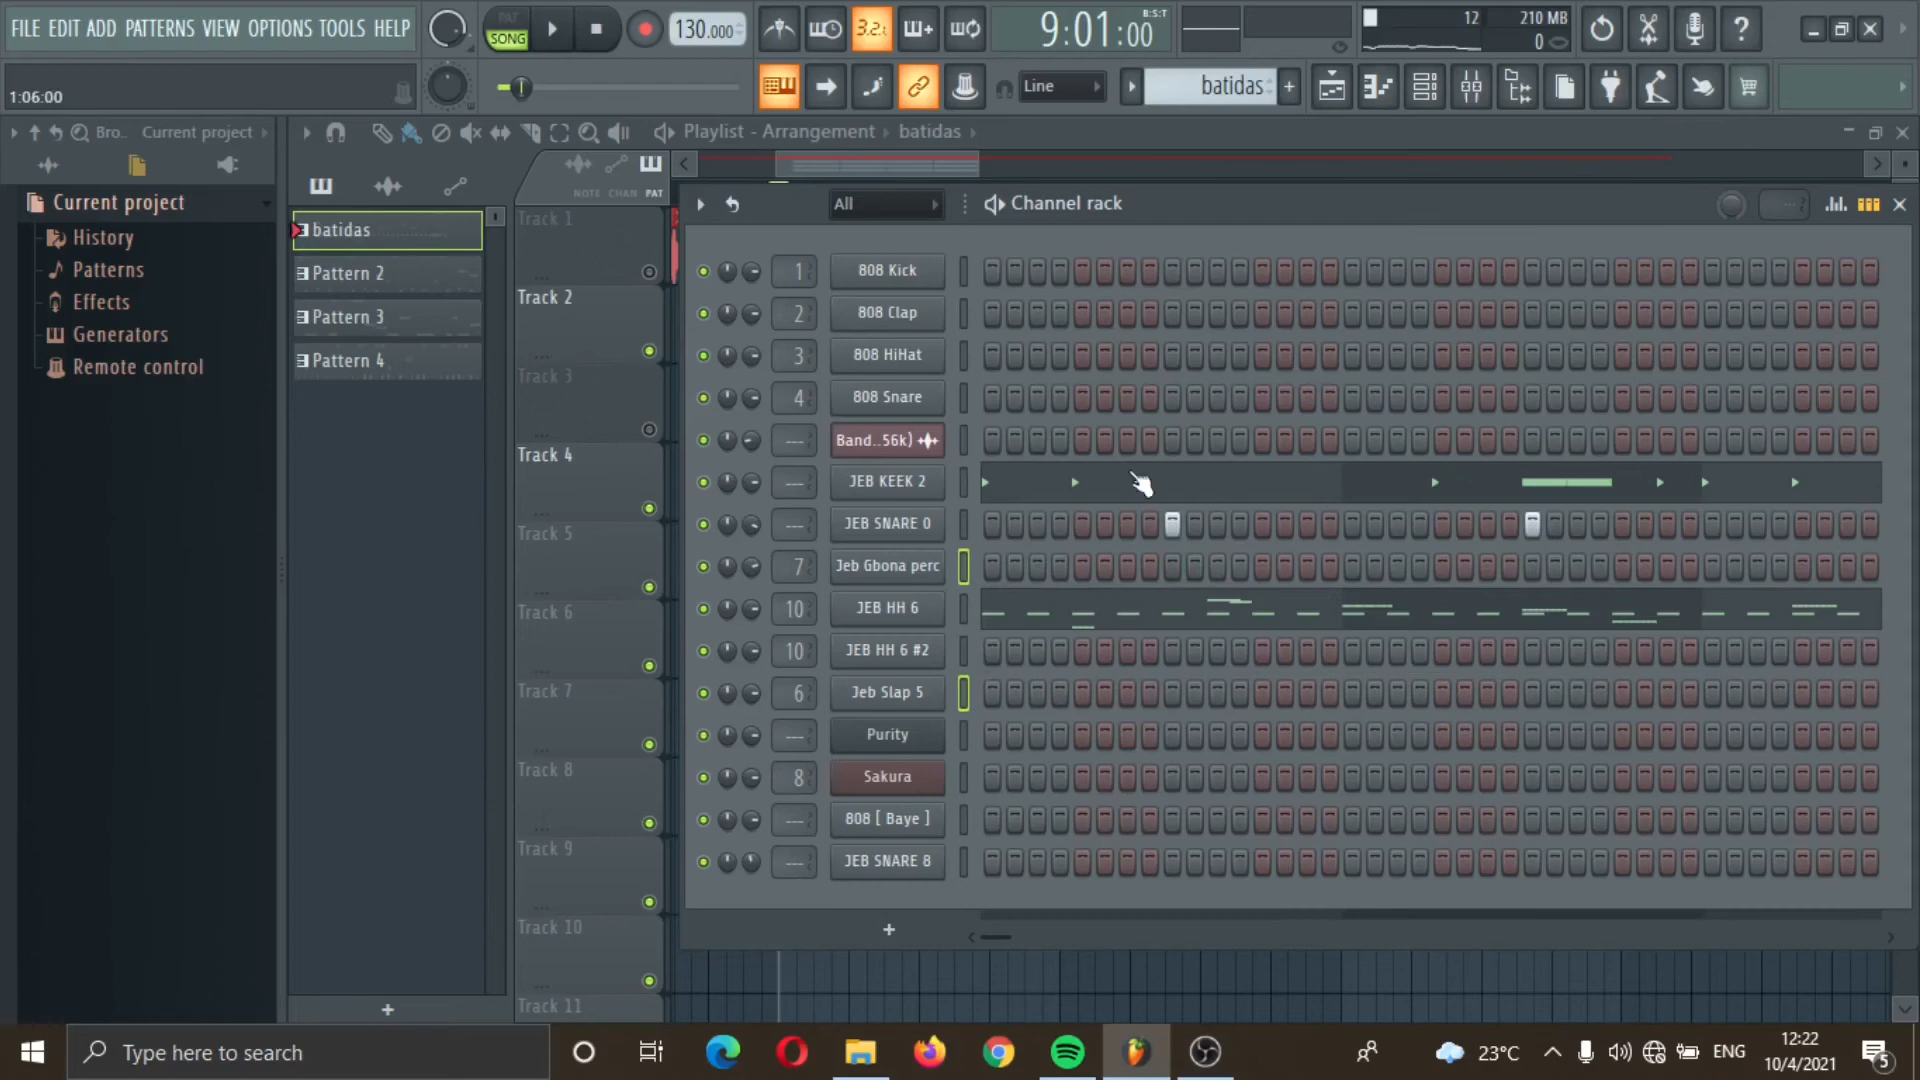 FILE EDIT ADD PATTERNS VIEW OPTIONS TOOLS HELP
PAT
SONG
130.000
3.2.
9:01:00
B:S:T
12
210 MB
0
1:06:00
Line
batidas
Bro..
Current project
Playlist - Arrangement
batidas
NOTE CHAN PAT
Current project
History
Patterns
Effects
Generators
Remote control
batidas
Pattern 2
Pattern 3
Pattern 4
Track 1
Track 2
Track 3
Track 4
Track 5
Track 6
Track 7
Track 8
Track 9
Track 10
Track 11
All
Channel rack
1 808 Kick
2 808 Clap
3 808 HiHat
4 808 Snare
--- Band..56k)
--- JEB KEEK 2
--- JEB SNARE 0
7 Jeb Gbona perc
10 JEB HH 6
10 JEB HH 6 #2
6 Jeb Slap 5
--- Purity
8 Sakura
--- 808 [ Baye ]
--- JEB SNARE 8
Type here to search
23°C
ENG
12:22
10/4/2021
5